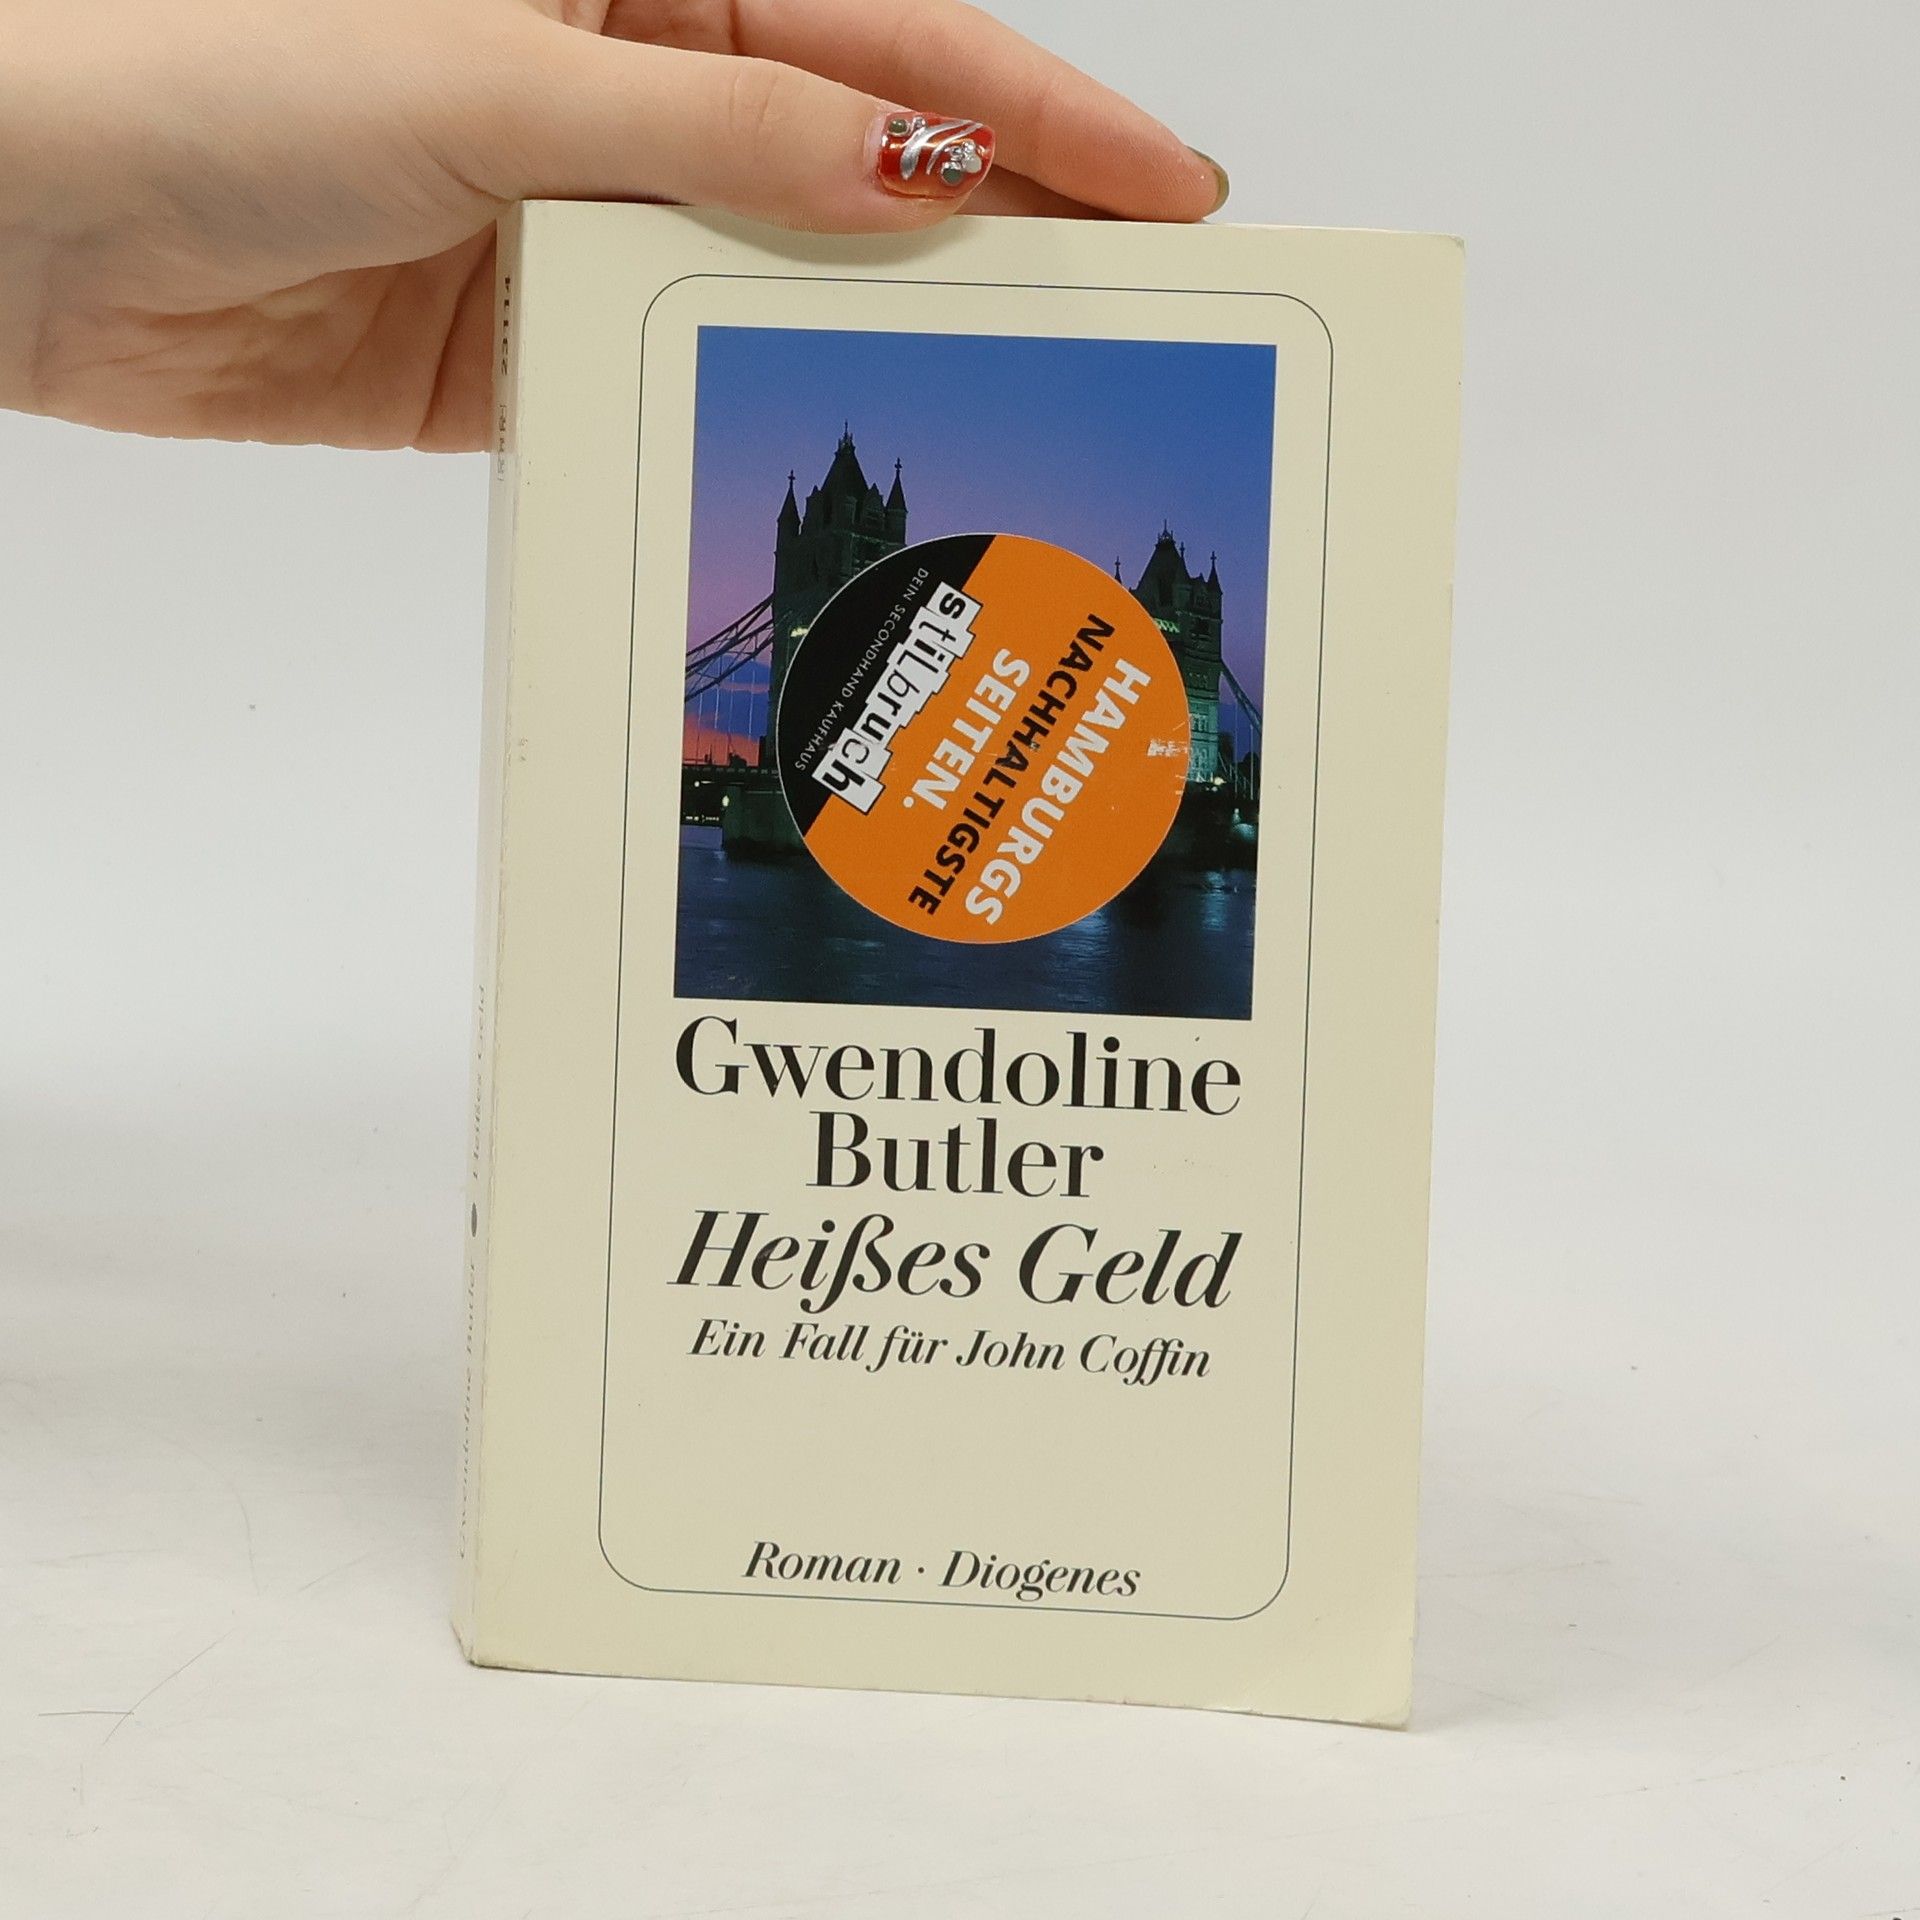 HAMBURGS
NACHHALTIGSTE
SEITEN.
stilbruch
DEIN SECONDHAND KAUFHAUS
Gwendoline
Butler
Heißes Geld
Ein Fall für John Coffin
Roman · Diogenes
Gwendoline Butler ● Heißes Geld